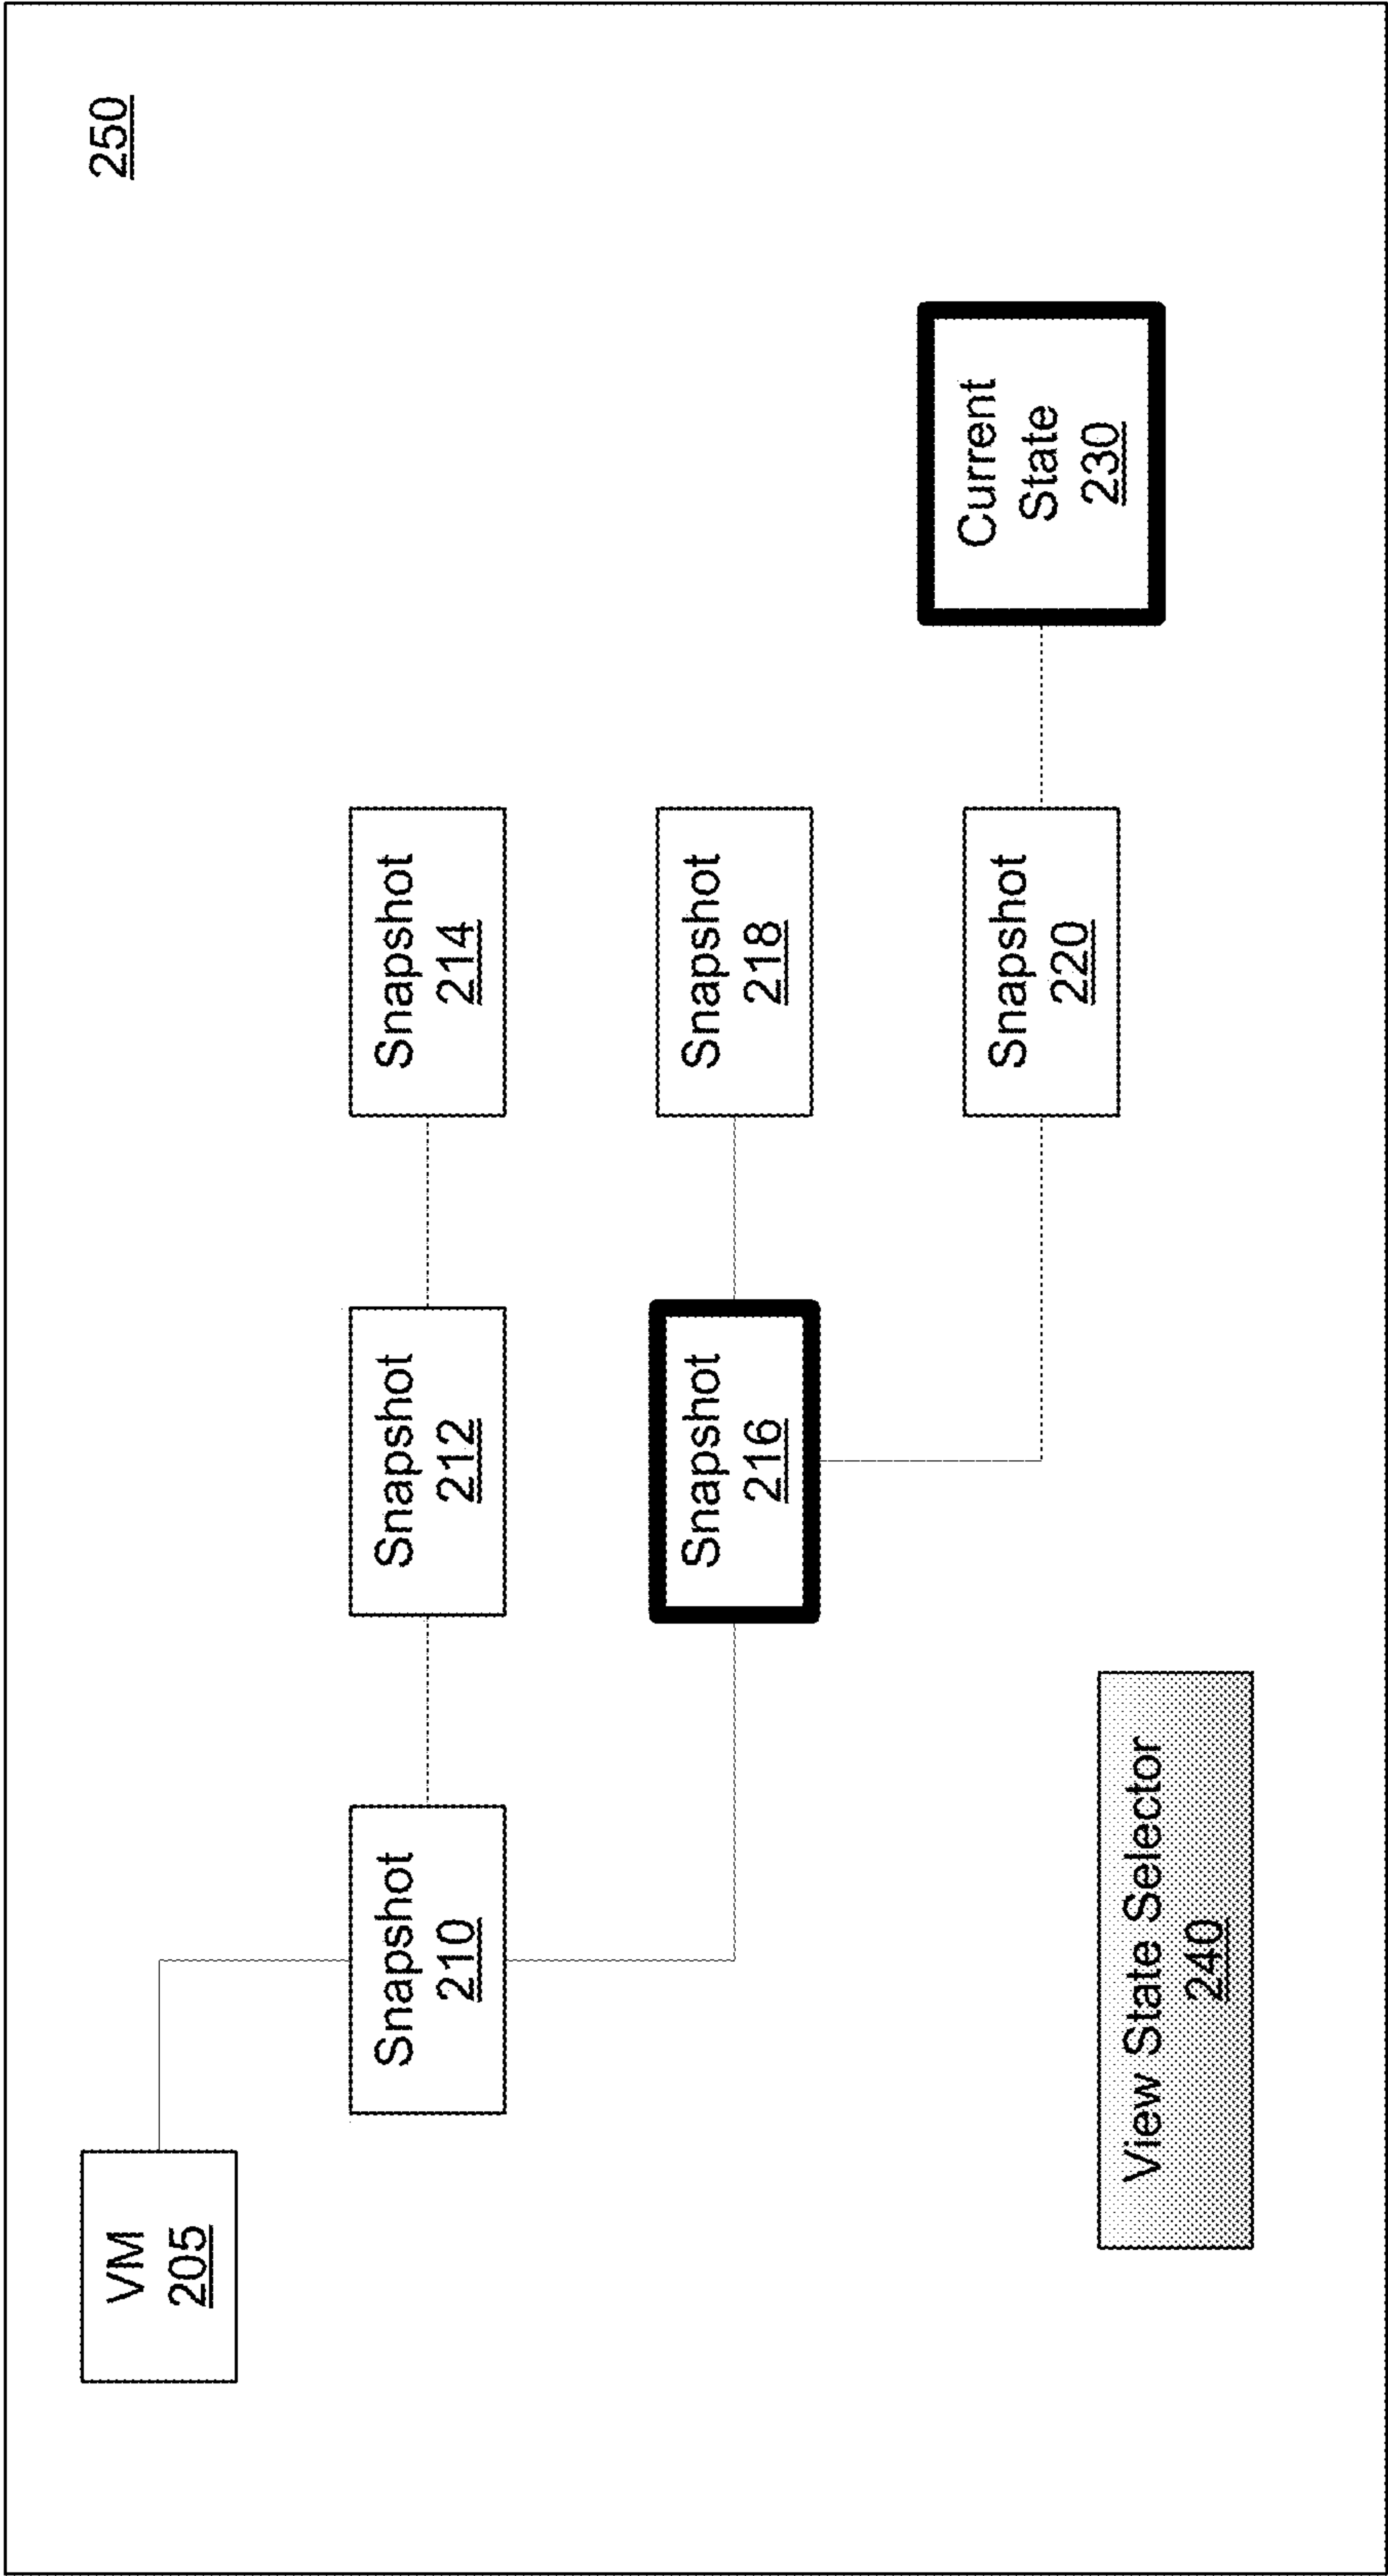 250
VM
205
Snapshot
210
Snapshot
212
Snapshot
214
Snapshot
216
Snapshot
218
Snapshot
220
Current
State
230
View State Selector
240